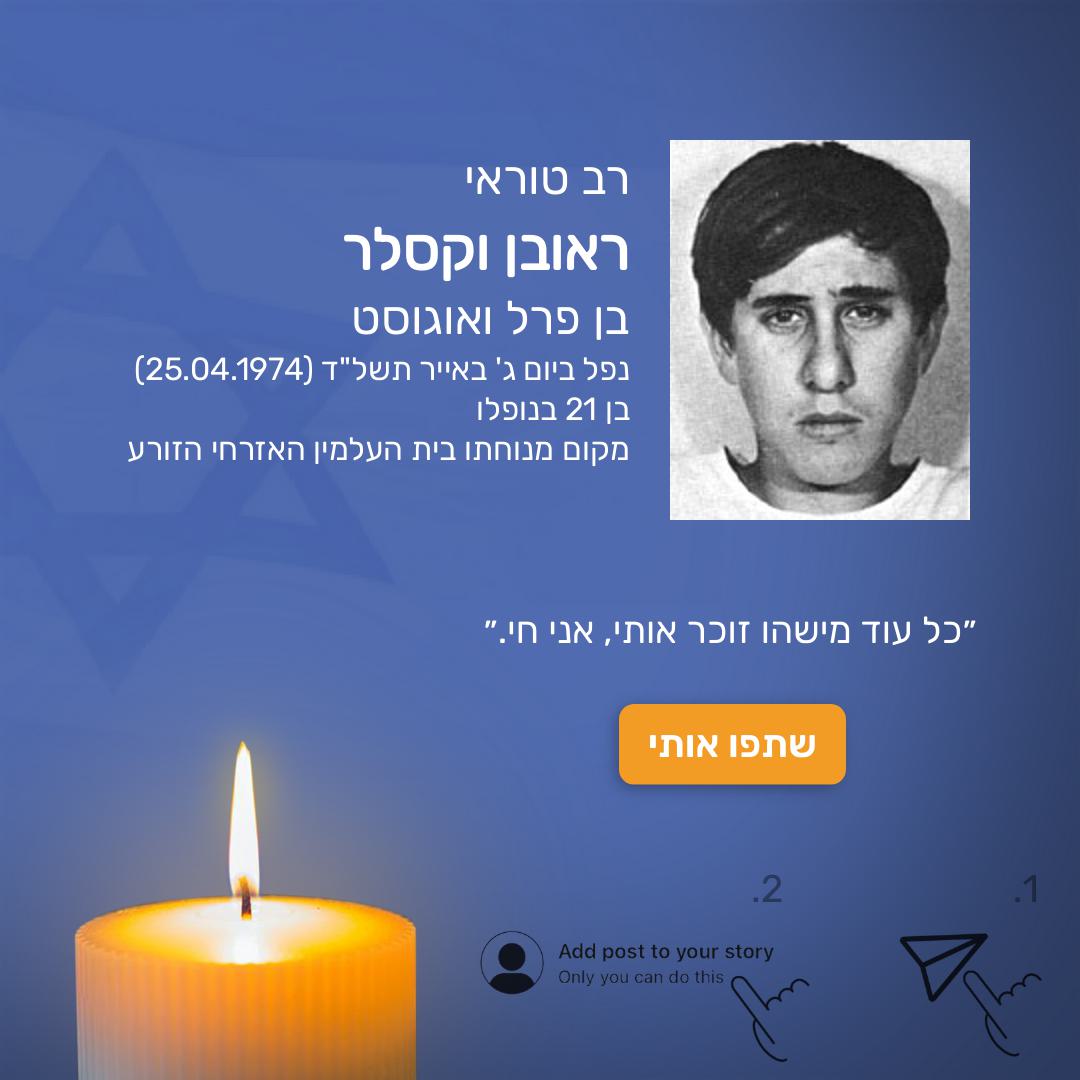 רב טוראי
ראובן וקסלר
בן פרל ואוגוסט
נפל ביום ג' באייר תשל"ד (25.04.1974)
בן 21 בנופלו
מקום מנוחתו בית העלמין האזרחי הזורע
"כל עוד מישהו זוכר אותי, אני חי."
שתפו אותי
.1
.2
Add post to your story
Only you can do this